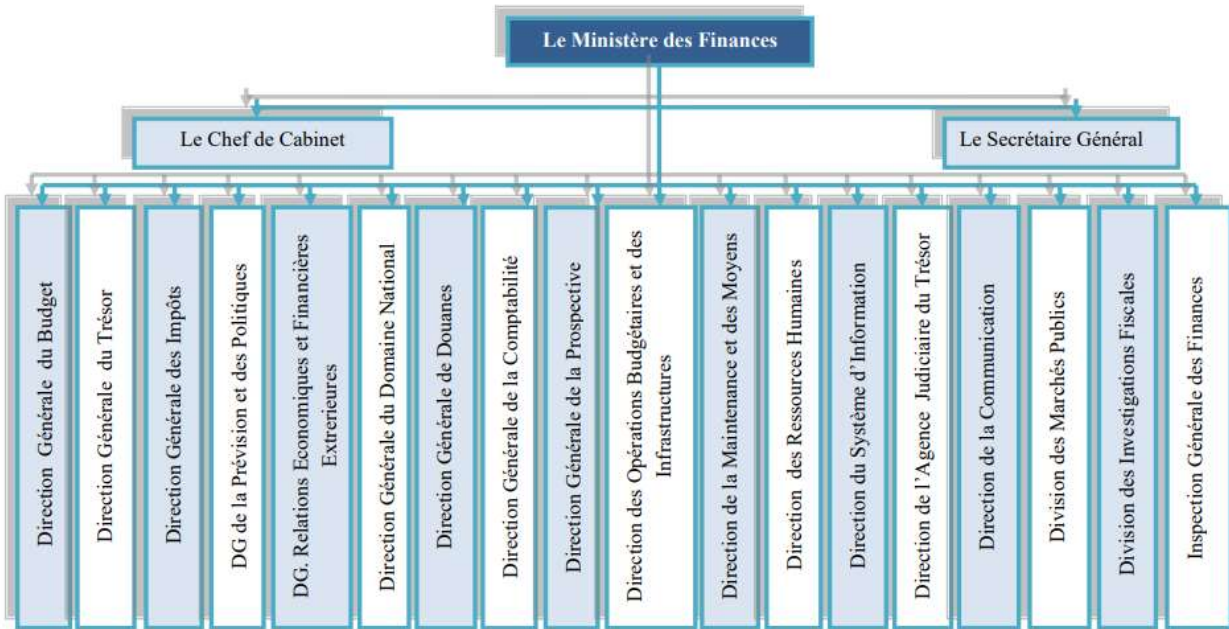 Le Ministère des Finances
Le Chef de Cabinet
Le Secrétaire Général
Direction Générale du Budget
Direction Générale du Trésor
Direction Générale des Impôts
DG de la Prévision et des Politiques
DG. Relations Economiques et Financières
Extrerieures
Direction Générale du Domaine National
Direction Générale de Douanes
Direction Générale de la Comptabilité
Direction Générale de la Prospective
Direction des Opérations Budgétaires et des
Infrastructures
Direction de la Maintenance et des Moyens
Direction des Ressources Humaines
Direction du Système d'Information
Direction de l'Agence Judiciaire du Trésor
Direction de la Communication
Division des Marchés Publics
Division des Investigations Fiscales
Inspection Générale des Finances